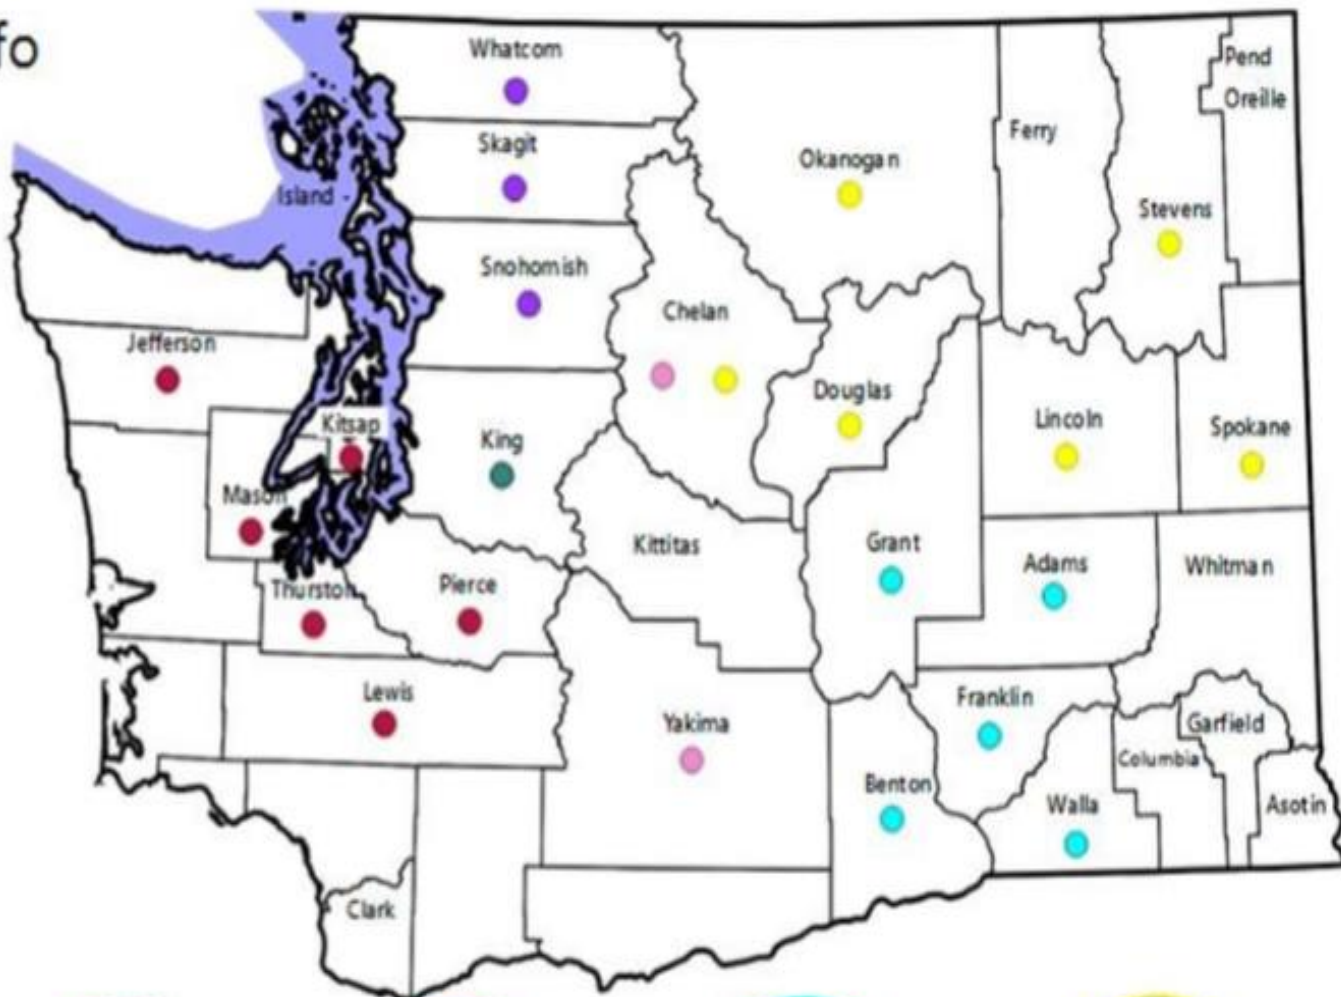 fo
Whatcom
Pend
Oreille
Ferry
Skagit
Okanogan
Island
Stevens
Snohomish
Chelan
Jefferson
Douglas
Kitsap
Lincoln
Spokane
King
Mason
Kittitas
Grant
Adams
Whitman
Thurston
Pierce
Lewis
Franklin
Yakima
Garfield
Columbia
Benton
Walla
Asotin
Clark